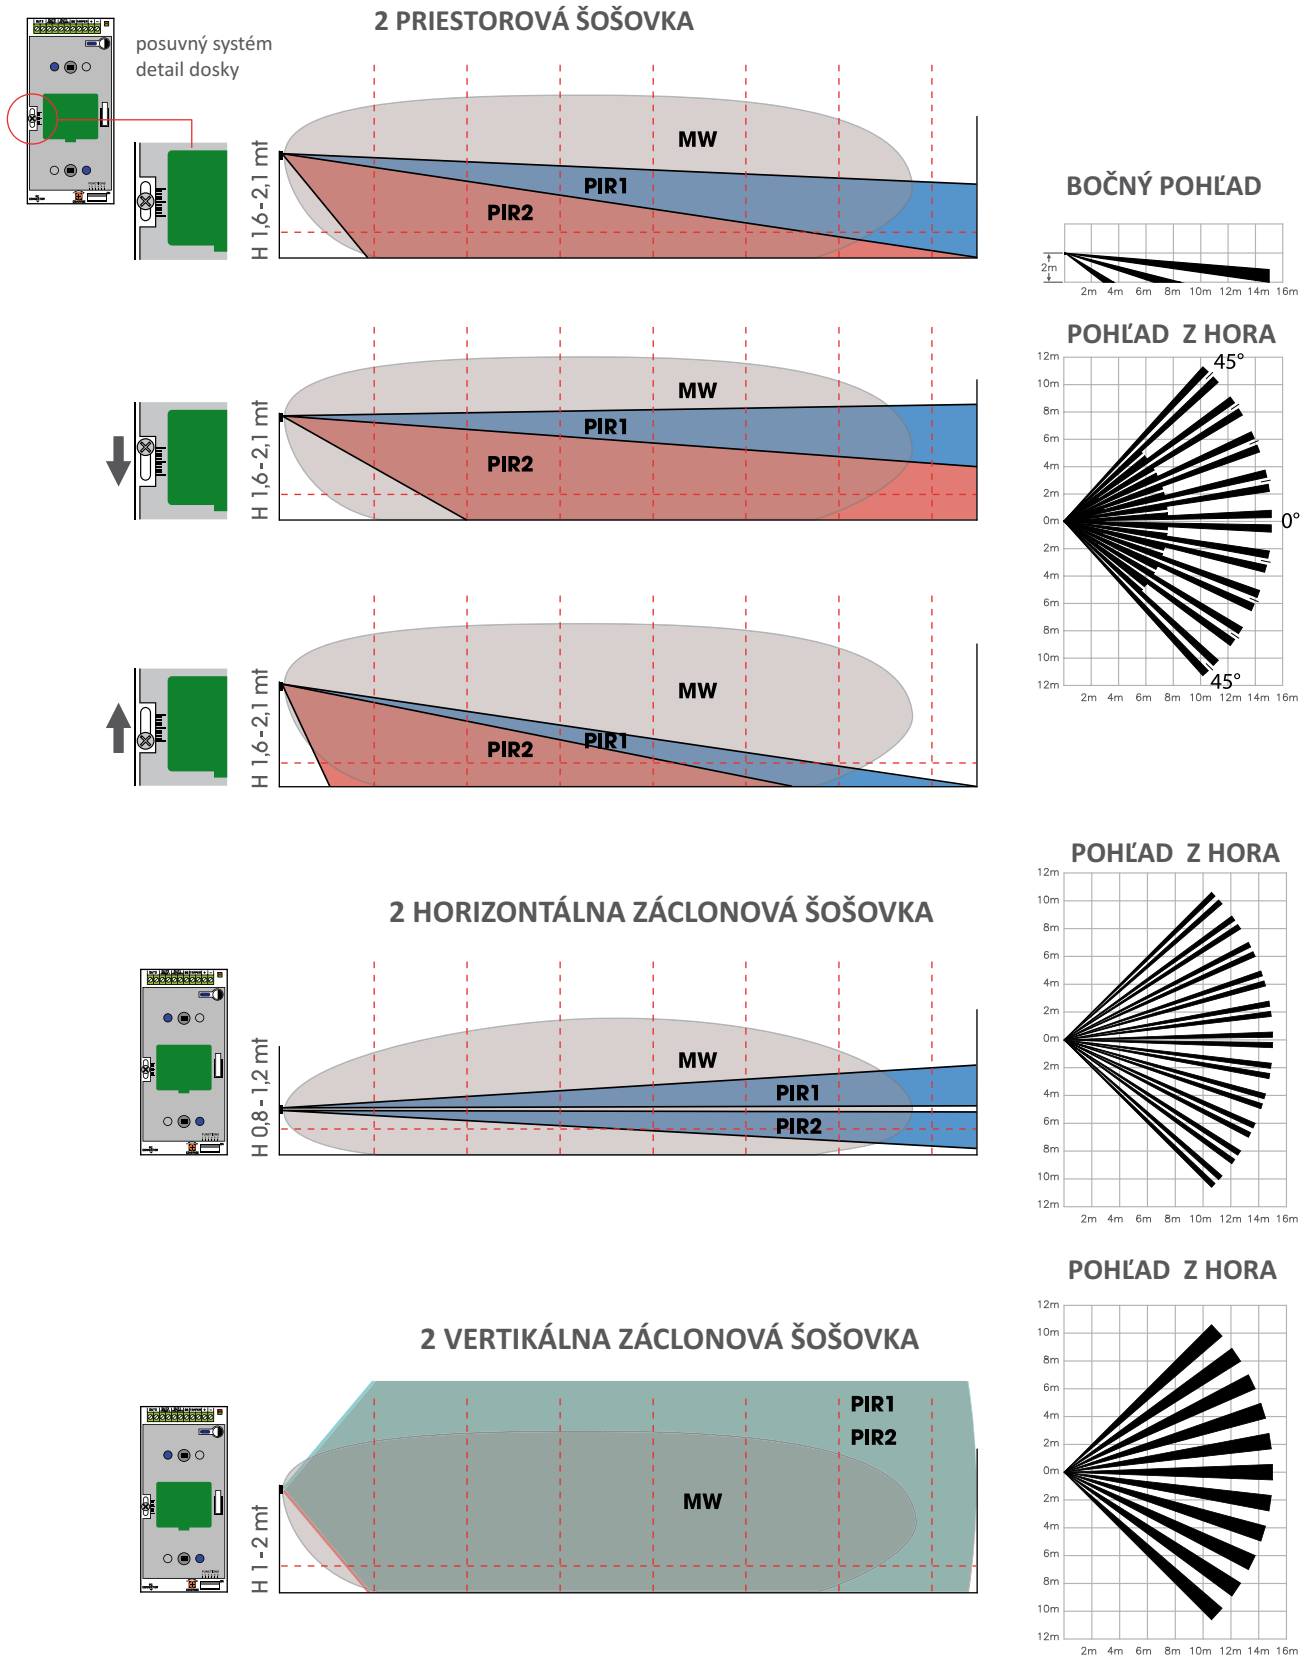 2 PRIESTOROVÁ ŠOŠOVKA
posuvný systém
detail dosky
H 1,6-2,1 mt
MW
PIR1
PIR2
BOČNÝ POHĽAD
2m
2m 4m 6m 8m 10m 12m 14m 16m
H 1,6-2,1 mt
MW
PIR1
PIR2
POHĽAD Z HORA
12m
10m
8m
6m
4m
2m
0m
2m
4m
6m
8m
10m
12m
45°
0°
45°
2m 4m 6m 8m 10m 12m 14m 16m
H 1,6-2,1 mt
MW
PIR1
PIR2
2 HORIZONTÁLNA ZÁCLONOVÁ ŠOŠOVKA
H 0,8-1,2 mt
MW
PIR1
PIR2
POHĽAD Z HORA
12m
10m
8m
6m
4m
2m
0m
2m
4m
6m
8m
10m
12m
2m 4m 6m 8m 10m 12m 14m 16m
2 VERTIKÁLNA ZÁCLONOVÁ ŠOŠOVKA
H 1-2 mt
PIR1
PIR2
MW
POHĽAD Z HORA
12m
10m
8m
6m
4m
2m
0m
2m
4m
6m
8m
10m
12m
2m 4m 6m 8m 10m 12m 14m 16m